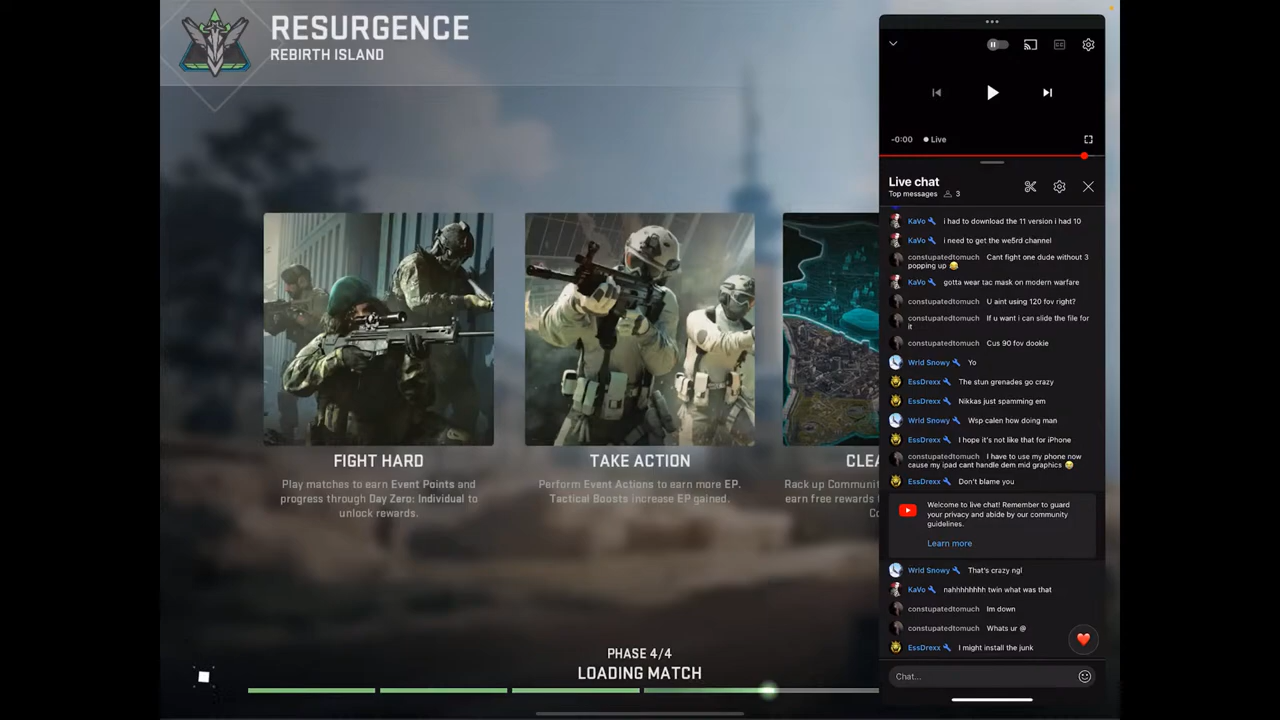 RESURGENCE
REBIRTH ISLAND
FIGHT HARD
Play matches to earn Event Points and
progress through Day Zero: Individual to
unlock rewards.
TAKE ACTION
Perform Event Actions to earn more EP.
Tactical Boosts increase EP gained.
CLEA
Rack up Communit
earn free rewards t
Co
PHASE 4/4
LOADING MATCH
CC
-0:00 Live
Live chat
Top messages 3
KaVo i had to download the 11 version i had 10
KaVo i need to get the we5rd channel
constupatedtomuch Cant fight one dude without 3
popping up 😂
KaVo gotta wear tac mask on modern warfare
constupatedtomuch U aint using 120 fov right?
constupatedtomuch If u want i can slide the file for
it
constupatedtomuch Cus 90 fov dookie
Wrld Snowy Yo
EssDrexx The stun grenades go crazy
EssDrexx Nikkas just spamming em
Wrld Snowy Wsp calen how doing man
EssDrexx I hope it's not like that for iPhone
constupatedtomuch I have to use my phone now
cause my ipad cant handle dem mid graphics 😭
EssDrexx Don't blame you
Welcome to live chat! Remember to guard
your privacy and abide by our community
guidelines.
Learn more
Wrld Snowy That's crazy ngl
KaVo nahhhhhhhh twin what was that
constupatedtomuch Im down
constupatedtomuch Whats ur @
EssDrexx I might install the junk
Chat...